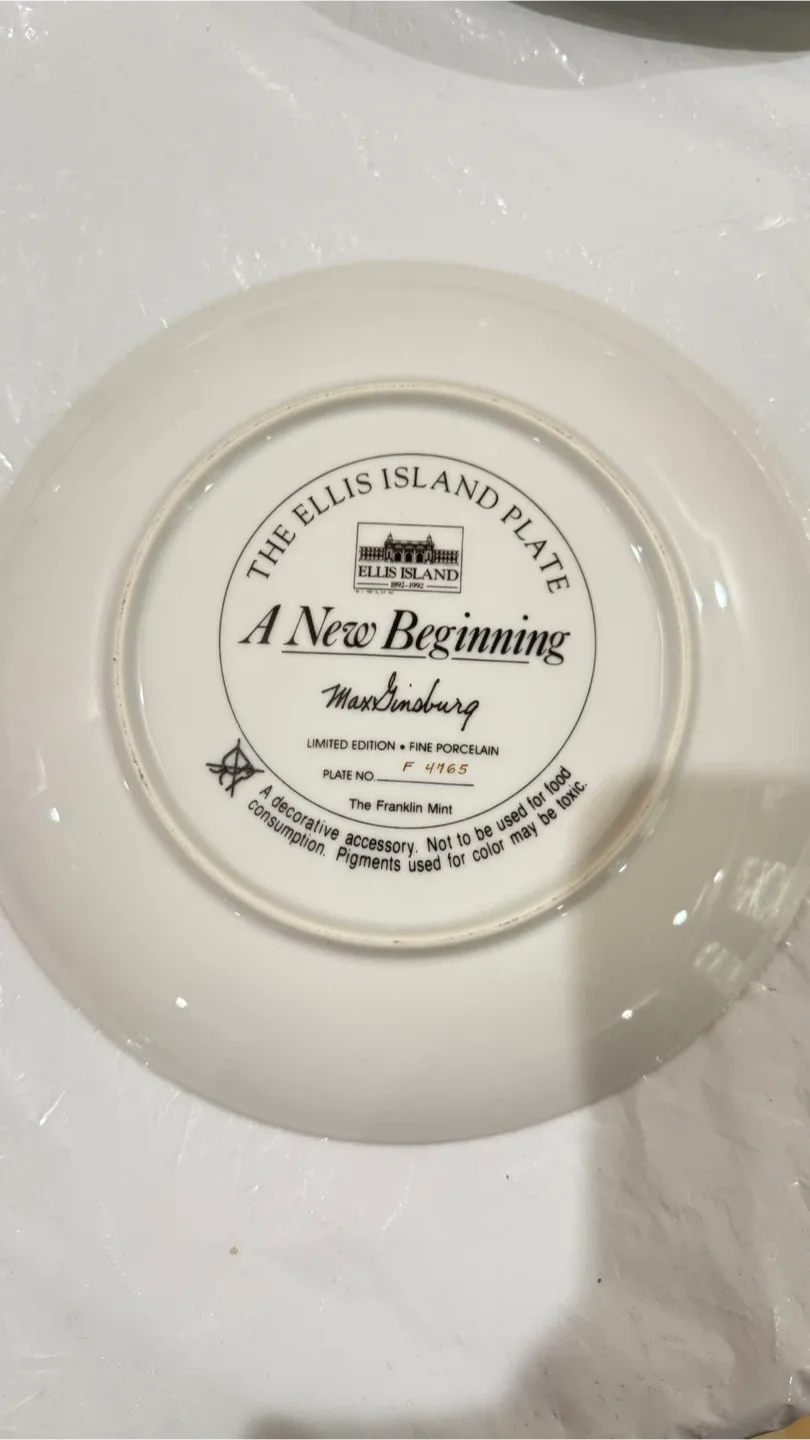 THE ELLIS ISLAND PLATE
ELLIS ISLAND
1892-1992
A New Beginning
Max Ginsburg
LIMITED EDITION • FINE PORCELAIN
PLATE NO. F 4765
The Franklin Mint
A decorative accessory. Not to be used for food
consumption. Pigments used for color may be toxic.